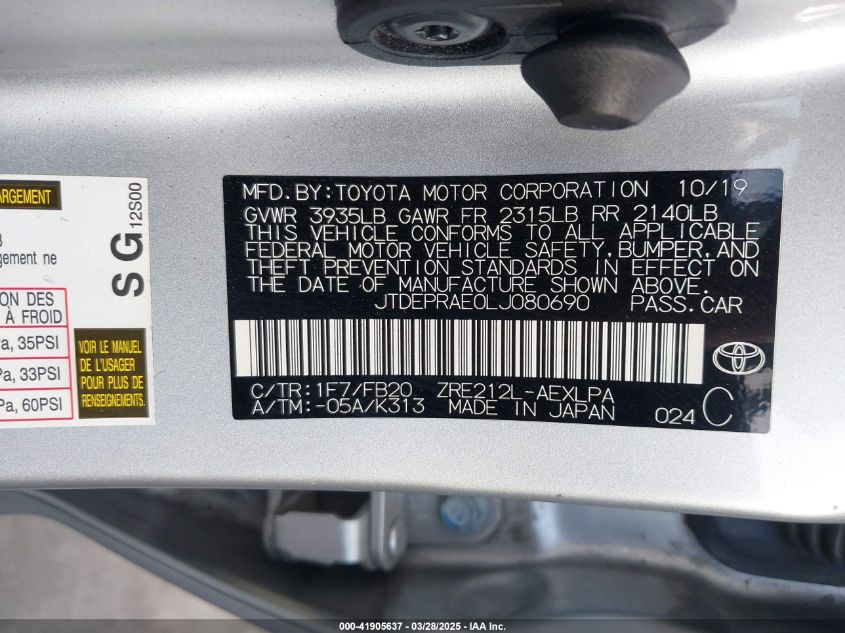 ARGEMENT
gement ne
ION DES
À FROID
a, 35PSI
a, 33PSI
Pa, 60PSI
S G 12S00
VOIR LE MANUEL
DE L'USAGER
POUR PLUS DE
RENSEIGNEMENTS.
MFD.BY:TOYOTA MOTOR CORPORATION 10/19
GVWR 3935LB GAWR FR 2315LB RR 2140LB
THIS VEHICLE CONFORMS TO ALL APPLICABLE
FEDERAL MOTOR VEHICLE SAFETY,BUMPER,AND
THEFT PREVENTION STANDARDS IN EFFECT ON
THE DATE OF MANUFACTURE SHOWN ABOVE.
JTDEPRAE0LJ080690 PASS.CAR
C/TR:1F7/FB20 ZRE212L-AEXLPA
A/TM:-05A/K313 MADE IN JAPAN 024 C
000-41905637 - 03/28/2025 - IAA Inc.